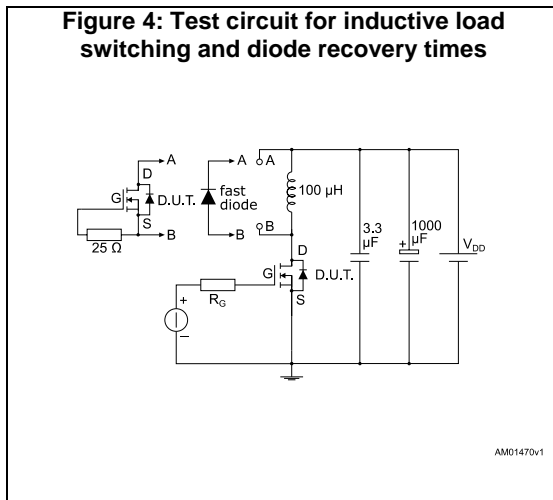 Figure 4: Test circuit for inductive load
switching and diode recovery times
A
D
G
D.U.T.
S
25 Ω
B
A
fast
diode
B
A
B
100 µH
D
G
D.U.T.
S
+
R_G
–
3.3
µF
+
1000
µF
V_DD
AM01470v1